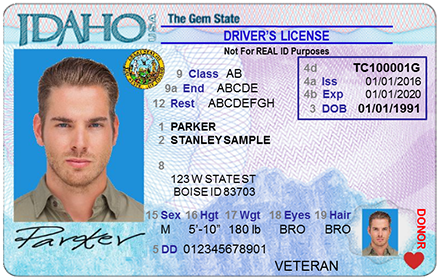 IDAHO USA The Gem State
DRIVER'S LICENSE
Not For REAL ID Purposes
9 Class AB
9a End ABCDE
12 Rest ABCDEFGH
4d TC100001G
4a Iss 01/01/2016
4b Exp 01/01/2020
3 DOB 01/01/1991
1 PARKER
2 STANLEYSAMPLE
8
123 W STATE ST
BOISE ID 83703
15 Sex 16 Hgt 17 Wgt 18 Eyes 19 Hair
M 5'-10" 180 lb BRO BRO
5 DD 012345678901
VETERAN
DONOR
Parker